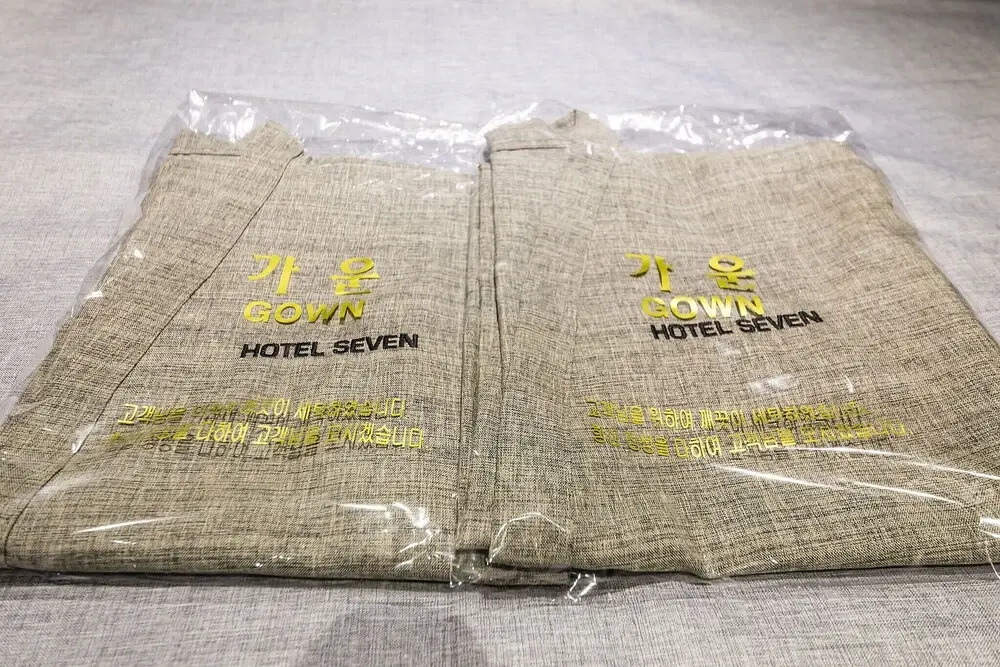 가운
GOWN
HOTEL SEVEN
고객님을 세탁하였습니다
다하여 고객님을 모시겠습니다
가운
GOWN
HOTEL SEVEN
고객님을 위하여 깨끗이 세탁하였습니다
정성을 다하여 고객님을 모시겠습니다